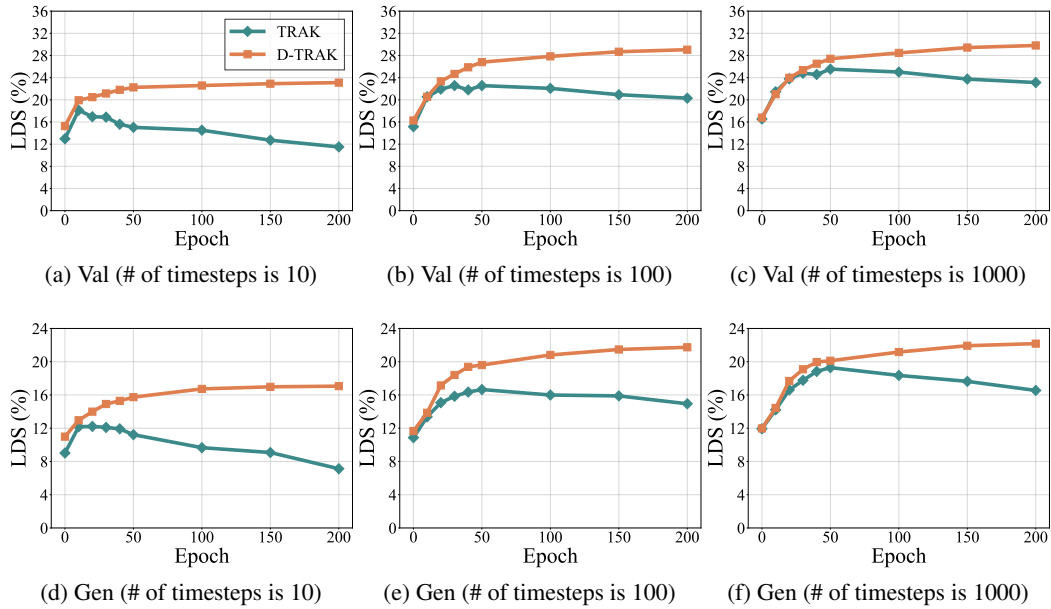 36
32
28
24
20
16
12
8
4
0
LDS (%)
TRAK
D-TRAK
0 50 100 150 200
Epoch
(a) Val (# of timesteps is 10)
36
32
28
24
20
16
12
8
4
0
LDS (%)
0 50 100 150 200
Epoch
(b) Val (# of timesteps is 100)
36
32
28
24
20
16
12
8
4
0
LDS (%)
0 50 100 150 200
Epoch
(c) Val (# of timesteps is 1000)
24
20
16
12
8
4
0
LDS (%)
0 50 100 150 200
Epoch
(d) Gen (# of timesteps is 10)
24
20
16
12
8
4
0
LDS (%)
0 50 100 150 200
Epoch
(e) Gen (# of timesteps is 100)
24
20
16
12
8
4
0
LDS (%)
0 50 100 150 200
Epoch
(f) Gen (# of timesteps is 1000)